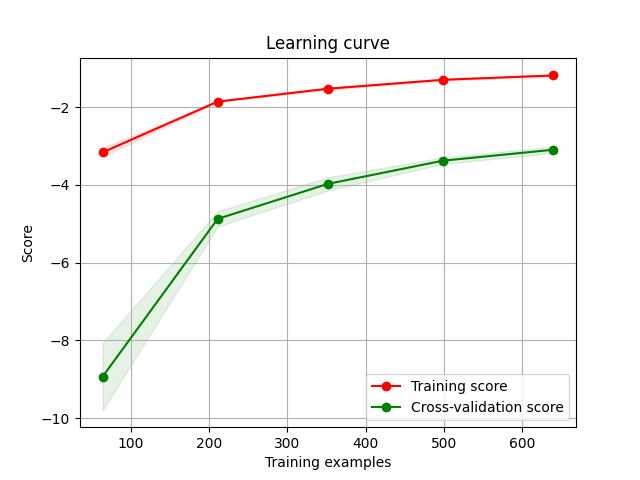 Learning curve
Score
−2
−4
−6
−8
−10
100 200 300 400 500 600
Training examples
Training score
Cross-validation score